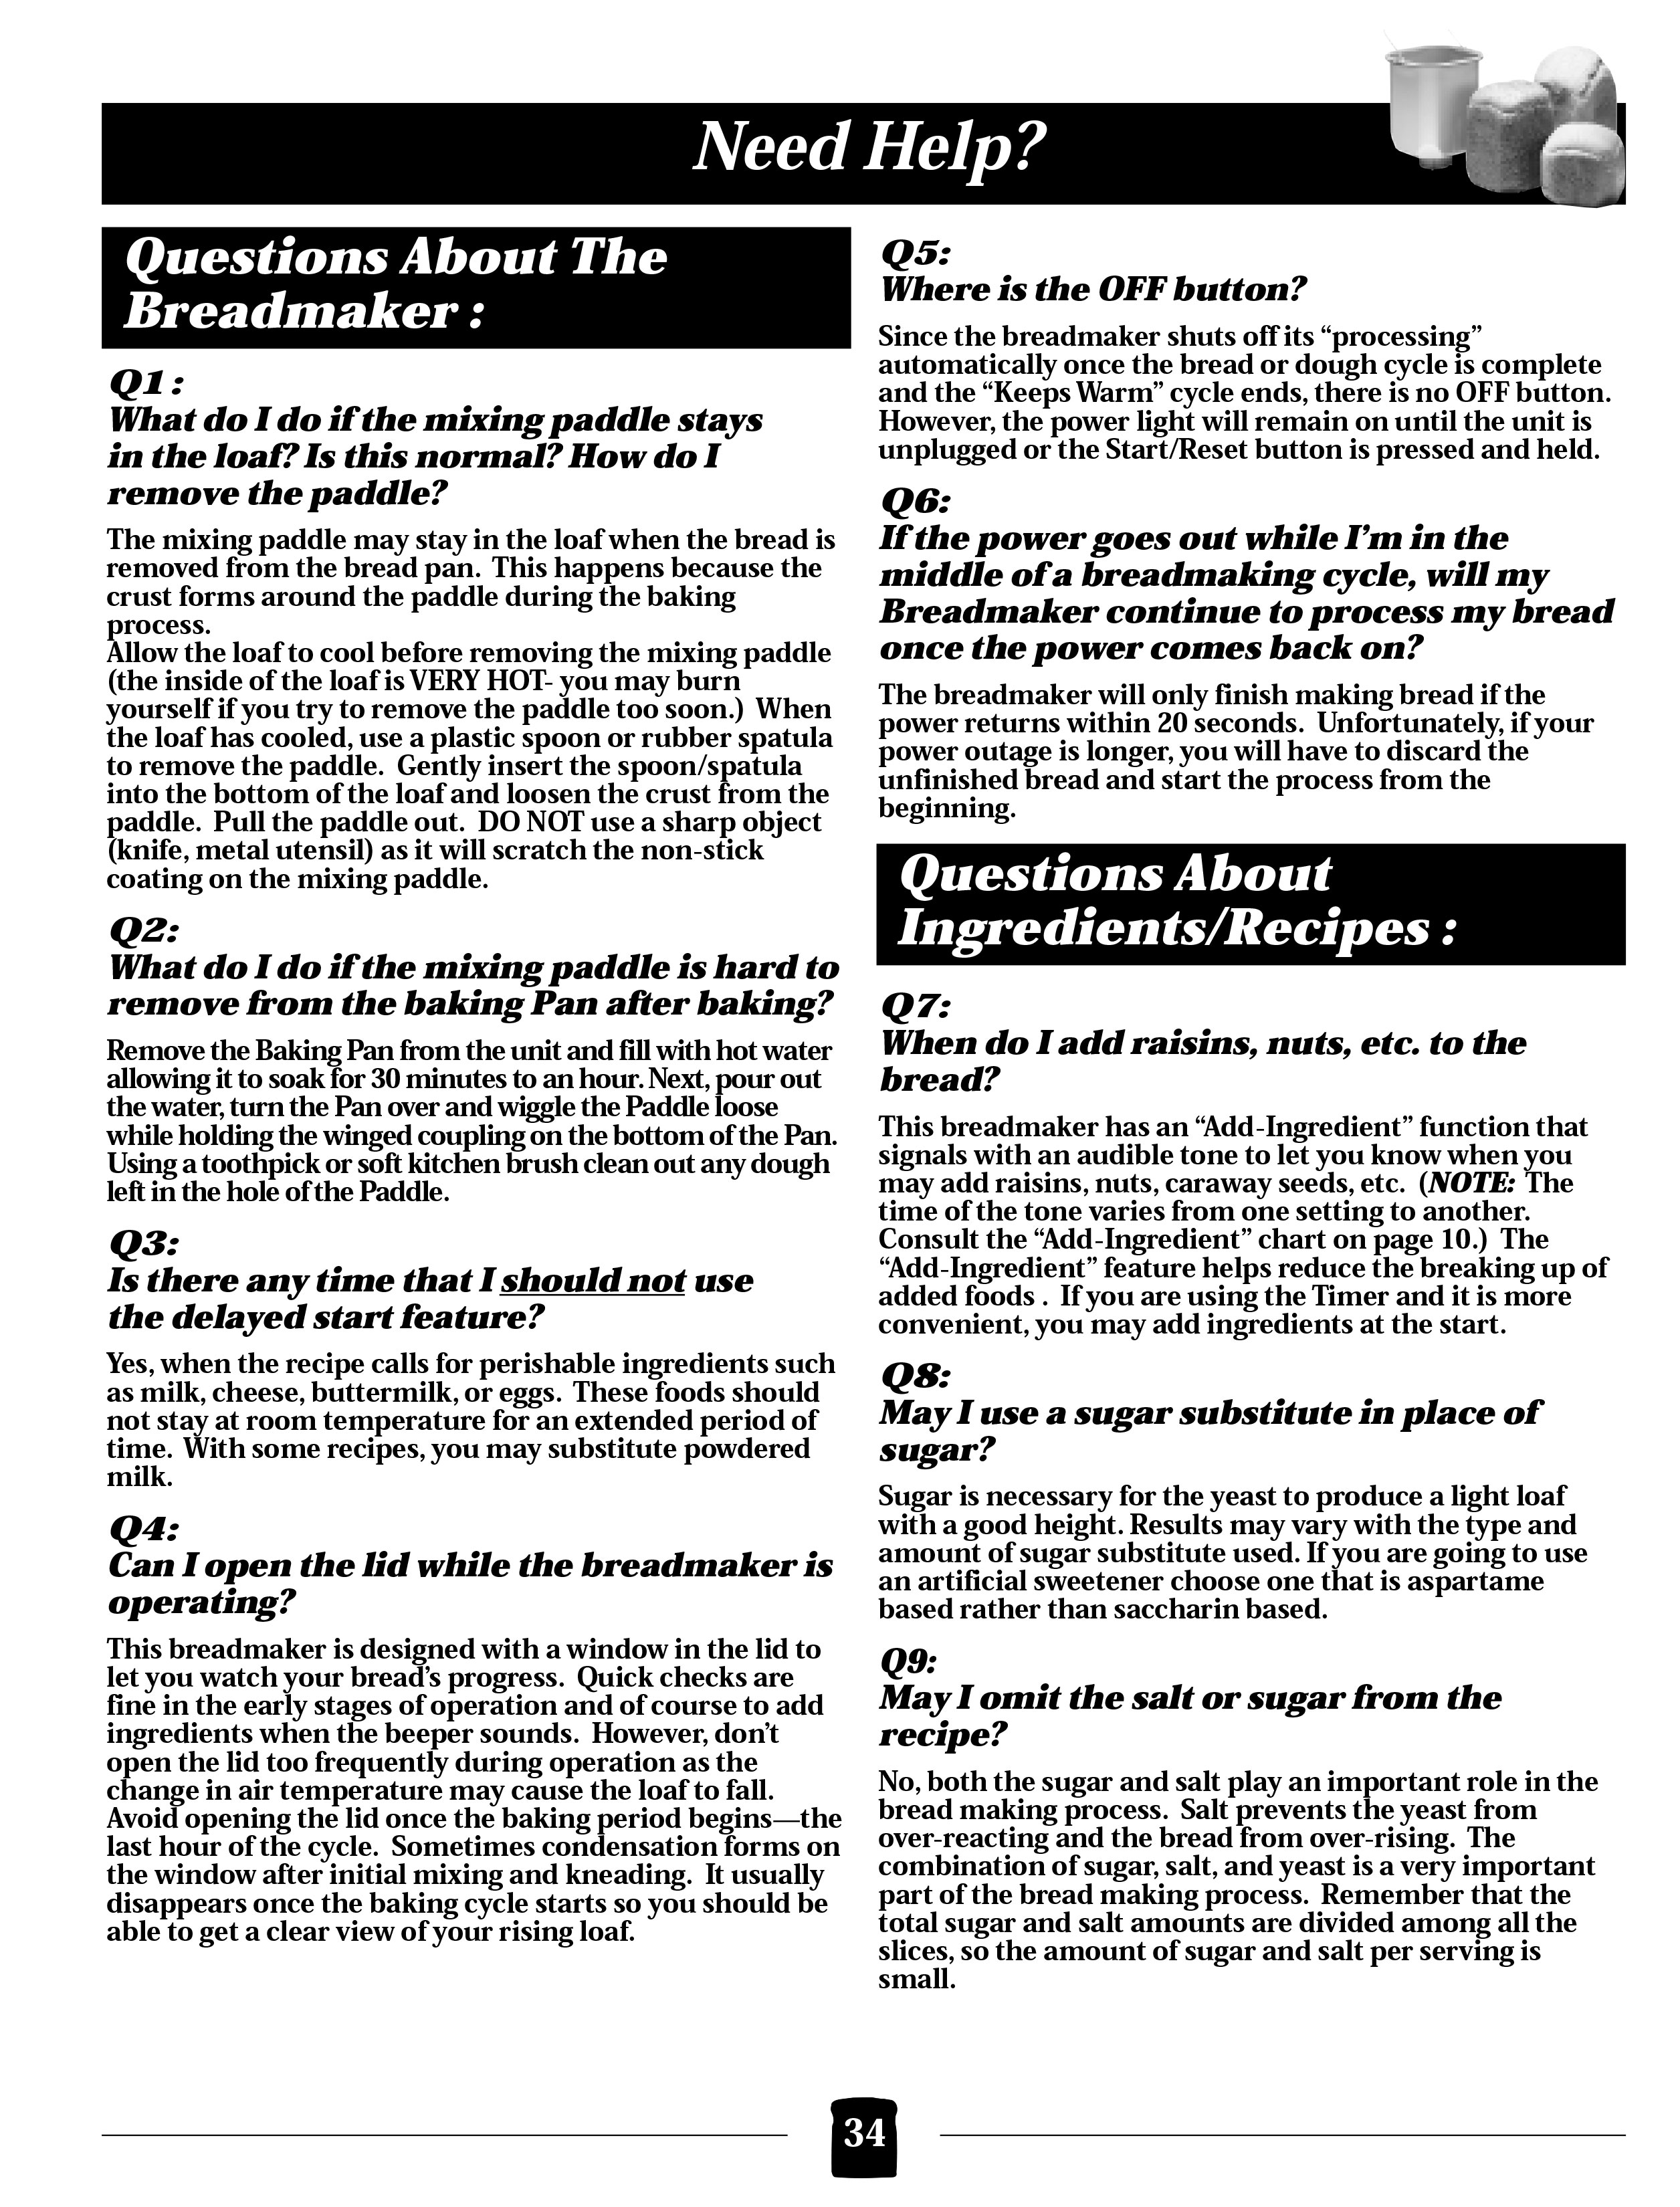 Need Help?
Questions About The
Breadmaker :
Q1 :
What do I do if the mixing paddle stays
in the loaf? Is this normal? How do I
remove the paddle?
The mixing paddle may stay in the loaf when the bread is
removed from the bread pan.  This happens because the
crust forms around the paddle during the baking
process.
Allow the loaf to cool before removing the mixing paddle
(the inside of the loaf is VERY HOT- you may burn
yourself if you try to remove the paddle too soon.)  When
the loaf has cooled, use a plastic spoon or rubber spatula
to remove the paddle.  Gently insert the spoon/spatula
into the bottom of the loaf and loosen the crust from the
paddle.  Pull the paddle out.  DO NOT use a sharp object
(knife, metal utensil) as it will scratch the non-stick
coating on the mixing paddle.
Q2:
What do I do if the mixing paddle is hard to
remove from the baking Pan after baking?
Remove the Baking Pan from the unit and fill with hot water
allowing it to soak for 30 minutes to an hour. Next, pour out
the water, turn the Pan over and wiggle the Paddle loose
while holding the winged coupling on the bottom of the Pan.
Using a toothpick or soft kitchen brush clean out any dough
left in the hole of the Paddle.
Q3:
Is there any time that I should not use
the delayed start feature?
Yes, when the recipe calls for perishable ingredients such
as milk, cheese, buttermilk, or eggs.  These foods should
not stay at room temperature for an extended period of
time.  With some recipes, you may substitute powdered
milk.
Q4:
Can I open the lid while the breadmaker is
operating?
This breadmaker is designed with a window in the lid to
let you watch your bread’s progress.  Quick checks are
fine in the early stages of operation and of course to add
ingredients when the beeper sounds.  However, don’t
open the lid too frequently during operation as the
change in air temperature may cause the loaf to fall.
Avoid opening the lid once the baking period begins—the
last hour of the cycle.  Sometimes condensation forms on
the window after initial mixing and kneading.  It usually
disappears once the baking cycle starts so you should be
able to get a clear view of your rising loaf.
Q5:
Where is the OFF button?
Since the breadmaker shuts off its “processing”
automatically once the bread or dough cycle is complete
and the “Keeps Warm” cycle ends, there is no OFF button.
However, the power light will remain on until the unit is
unplugged or the Start/Reset button is pressed and held.
Q6:
If the power goes out while I’m in the
middle of a breadmaking cycle, will my
Breadmaker continue to process my bread
once the power comes back on?
The breadmaker will only finish making bread if the
power returns within 20 seconds.  Unfortunately, if your
power outage is longer, you will have to discard the
unfinished bread and start the process from the
beginning.
Questions About
Ingredients/Recipes :
Q7:
When do I add raisins, nuts, etc. to the
bread?
This breadmaker has an “Add-Ingredient” function that
signals with an audible tone to let you know when you
may add raisins, nuts, caraway seeds, etc.  (NOTE:  The
time of the tone varies from one setting to another.
Consult the “Add-Ingredient” chart on page 10.)  The
“Add-Ingredient” feature helps reduce the breaking up of
added foods .  If you are using the Timer and it is more
convenient, you may add ingredients at the start.
Q8:
May I use a sugar substitute in place of
sugar?
Sugar is necessary for the yeast to produce a light loaf
with a good height. Results may vary with the type and
amount of sugar substitute used. If you are going to use
an artificial sweetener choose one that is aspartame
based rather than saccharin based.
Q9:
May I omit the salt or sugar from the
recipe?
No, both the sugar and salt play an important role in the
bread making process.  Salt prevents the yeast from
over-reacting and the bread from over-rising.  The
combination of sugar, salt, and yeast is a very important
part of the bread making process.  Remember that the
total sugar and salt amounts are divided among all the
slices, so the amount of sugar and salt per serving is
small.
34